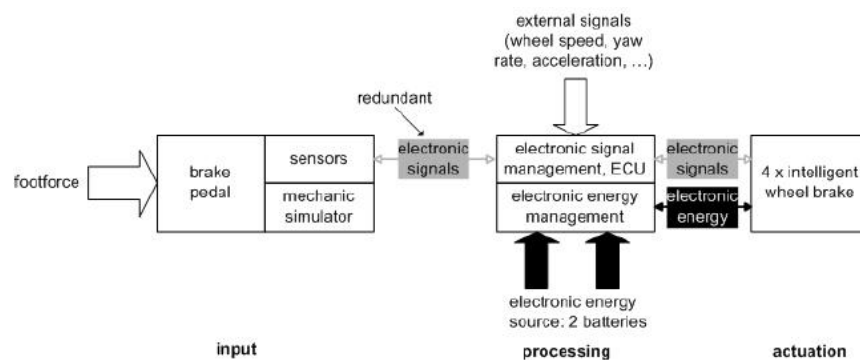 external signals
(wheel speed, yaw
rate, acceleration, ...)
redundant
footforce
brake
pedal
sensors
mechanic
simulator
electronic
signals
electronic signal
management, ECU
electronic energy
management
electronic
signals
electronic
energy
4 x intelligent
wheel brake
electronic energy
source: 2 batteries
input
processing
actuation